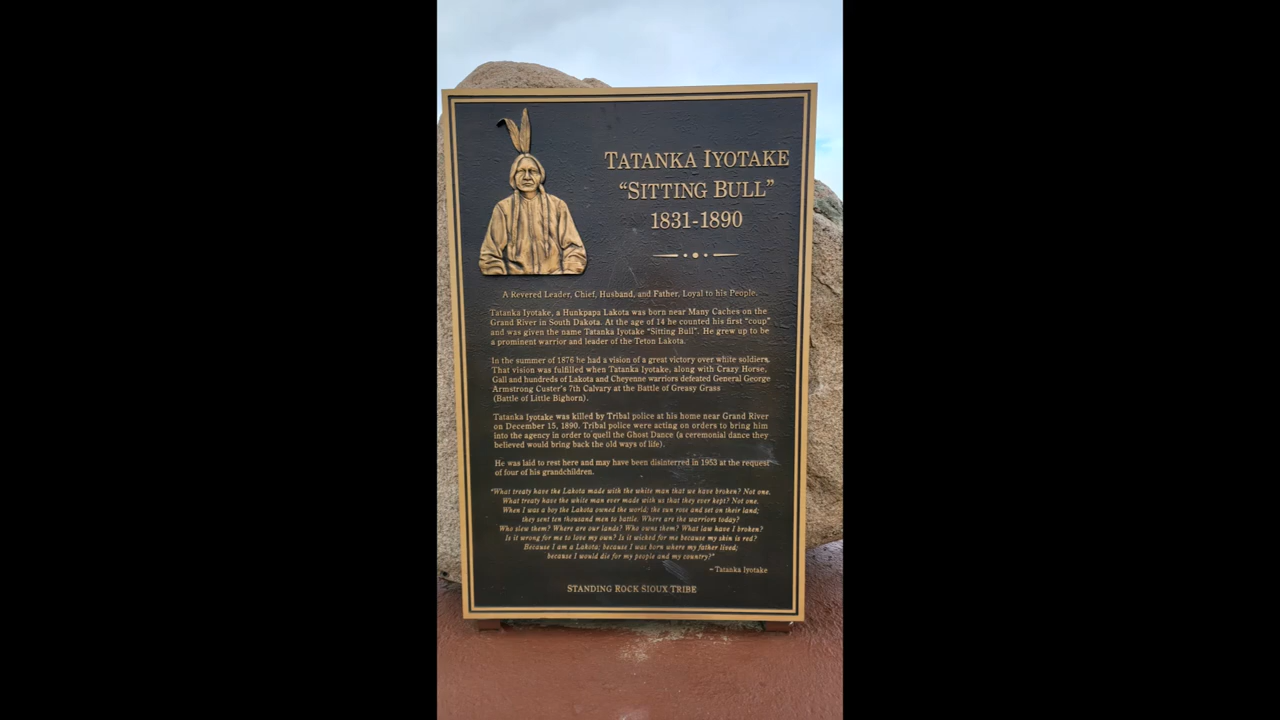 TATANKA IYOTAKE
"SITTING BULL"
1831-1890
A Revered Leader, Chief, Husband, and Father, Loyal to his People.
Tatanka Iyotake, a Hunkpapa Lakota was born near Many Caches on the
Grand River in South Dakota. At the age of 14 he counted his first "coup"
and was given the name Tatanka Iyotake "Sitting Bull". He grew up to be
a prominent warrior and leader of the Teton Lakota.
In the summer of 1876 he had a vision of a great victory over white soldiers.
That vision was fulfilled when Tatanka Iyotake, along with Crazy Horse,
Gall and hundreds of Lakota and Cheyenne warriors defeated General George
Armstrong Custer's 7th Calvary at the Battle of Greasy Grass
(Battle of Little Bighorn).
Tatanka Iyotake was killed by Tribal police at his home near Grand River
on December 15, 1890. Tribal police were acting on orders to bring him
into the agency in order to quell the Ghost Dance (a ceremonial dance they
believed would bring back the old ways of life).
He was laid to rest here and may have been disinterred in 1953 at the request
of four of his grandchildren.
"What treaty have the Lakota made with the white man that we have broken? Not one.
What treaty have the white man ever made with us that they ever kept? Not one.
When I was a boy the Lakota owned the world; the sun rose and set on their land;
they sent ten thousand men to battle. Where are the warriors today?
Who slew them? Where are our lands? Who owns them? What law have I broken?
Is it wrong for me to love my own? Is it wicked for me because my skin is red?
Because I am a Lakota; because I was born where my father lived;
because I would die for my people and my country?"
~ Tatanka Iyotake
STANDING ROCK SIOUX TRIBE